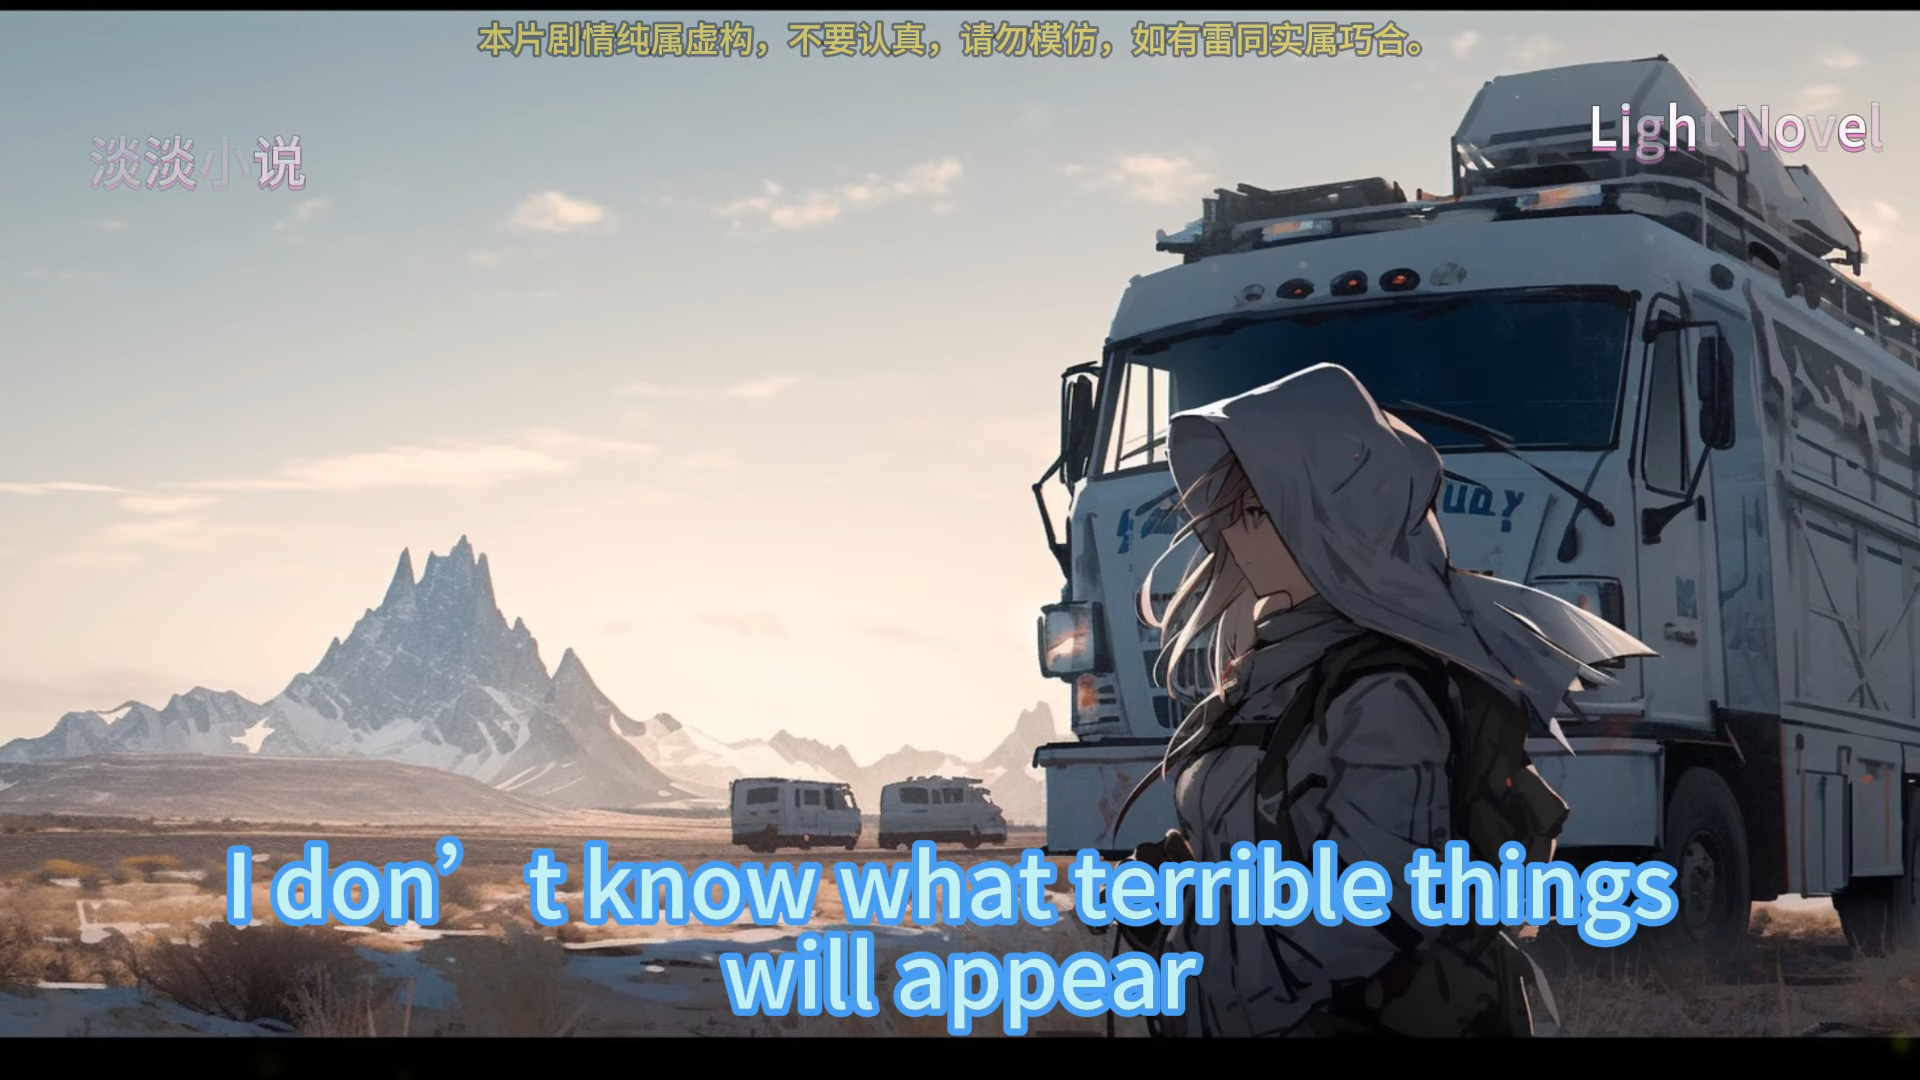 本片剧情纯属虚构，不要认真，请勿模仿，如有雷同实属巧合。
淡淡小说
Light Novel
I don’t know what terrible things
will appear